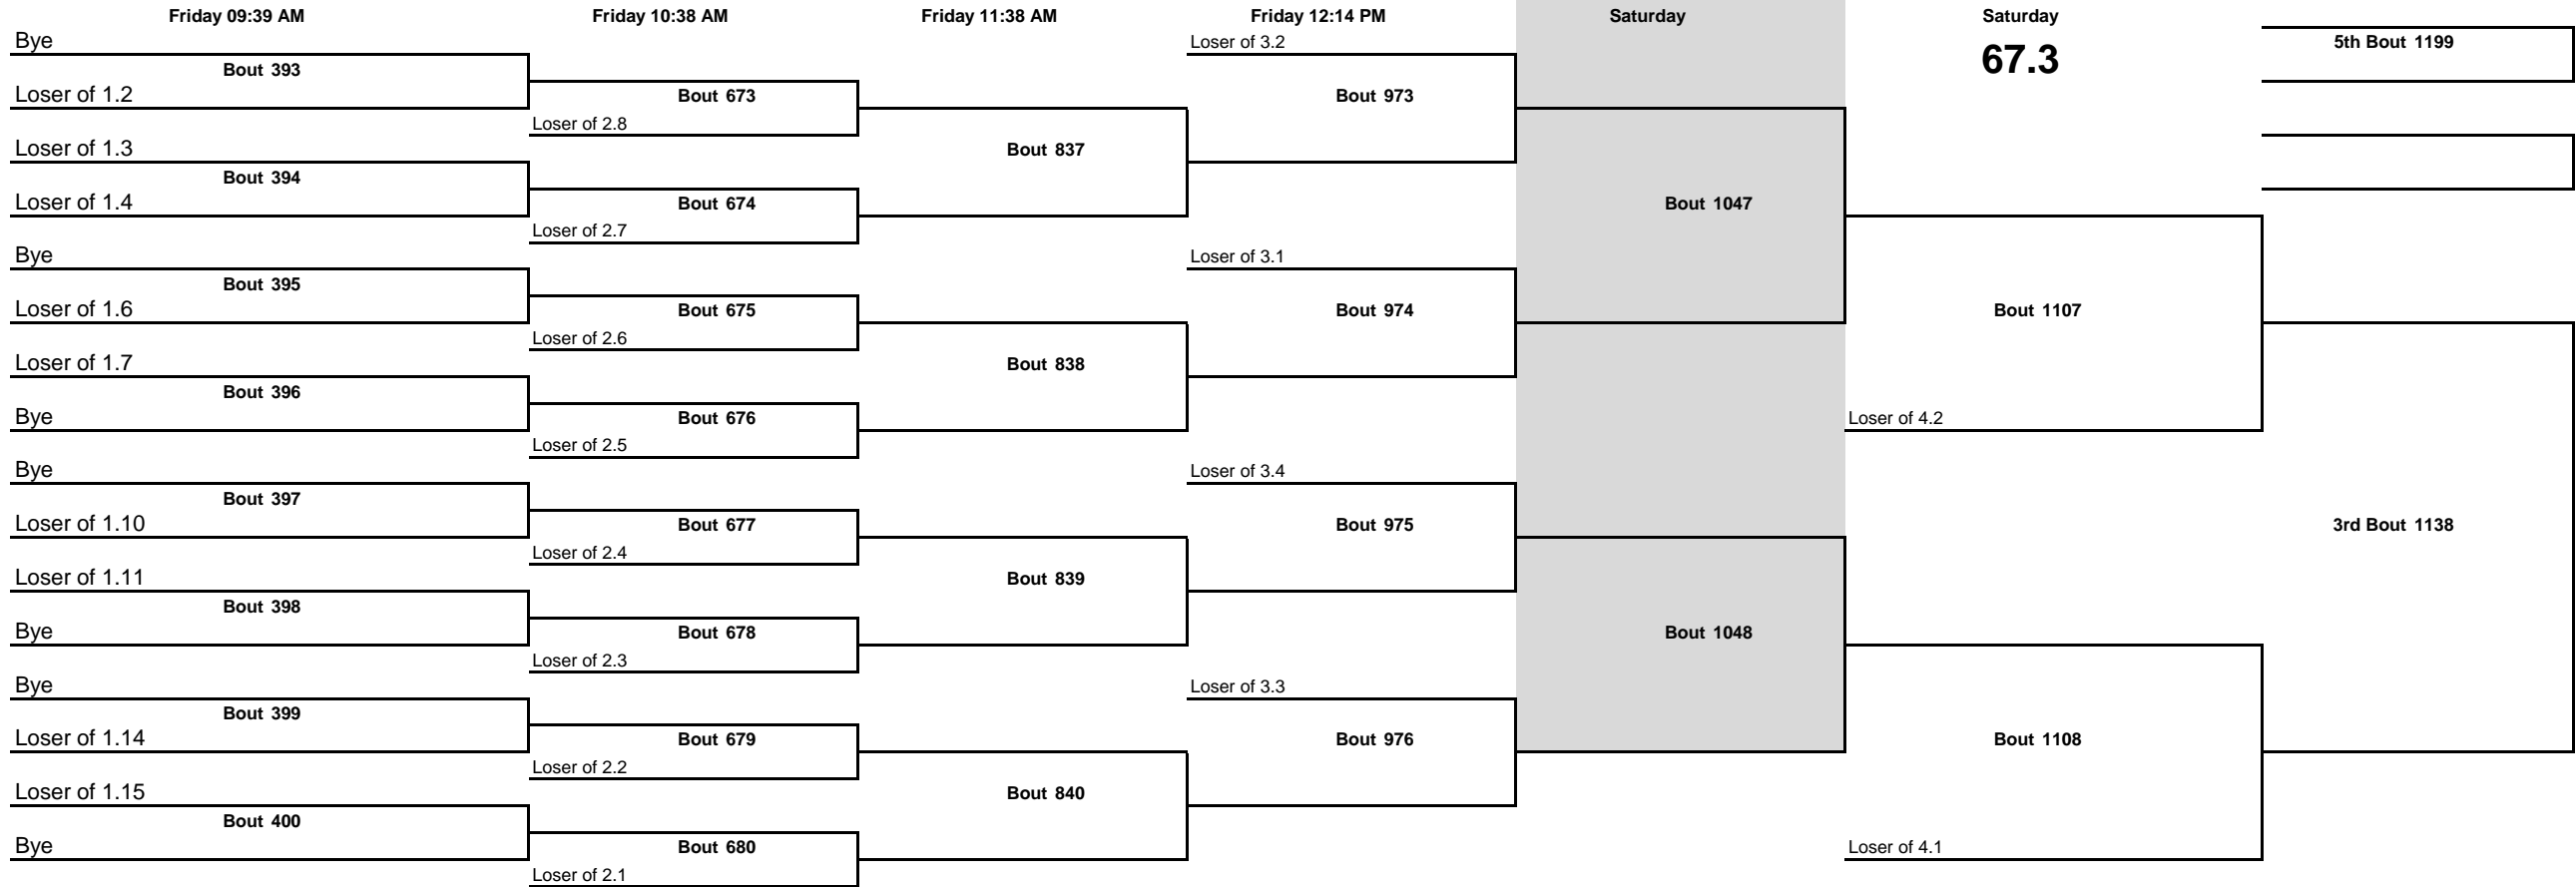 Friday 09:39 AM
Friday 10:38 AM
Friday 11:38 AM
Friday 12:14 PM
Saturday
Saturday
67.3
Bye
Bout 393
Loser of 1.2
Loser of 1.3
Bout 394
Loser of 1.4
Bye
Bout 395
Loser of 1.6
Loser of 1.7
Bout 396
Bye
Bye
Bout 397
Loser of 1.10
Loser of 1.11
Bout 398
Bye
Bye
Bout 399
Loser of 1.14
Loser of 1.15
Bout 400
Bye
Bout 673
Loser of 2.8
Bout 674
Loser of 2.7
Bout 675
Loser of 2.6
Bout 676
Loser of 2.5
Bout 677
Loser of 2.4
Bout 678
Loser of 2.3
Bout 679
Loser of 2.2
Bout 680
Loser of 2.1
Bout 837
Bout 838
Bout 839
Bout 840
Loser of 3.2
Bout 973
Loser of 3.1
Bout 974
Loser of 3.4
Bout 975
Loser of 3.3
Bout 976
Bout 1047
Bout 1048
Bout 1107
Loser of 4.2
Bout 1108
Loser of 4.1
5th Bout 1199
3rd Bout 1138